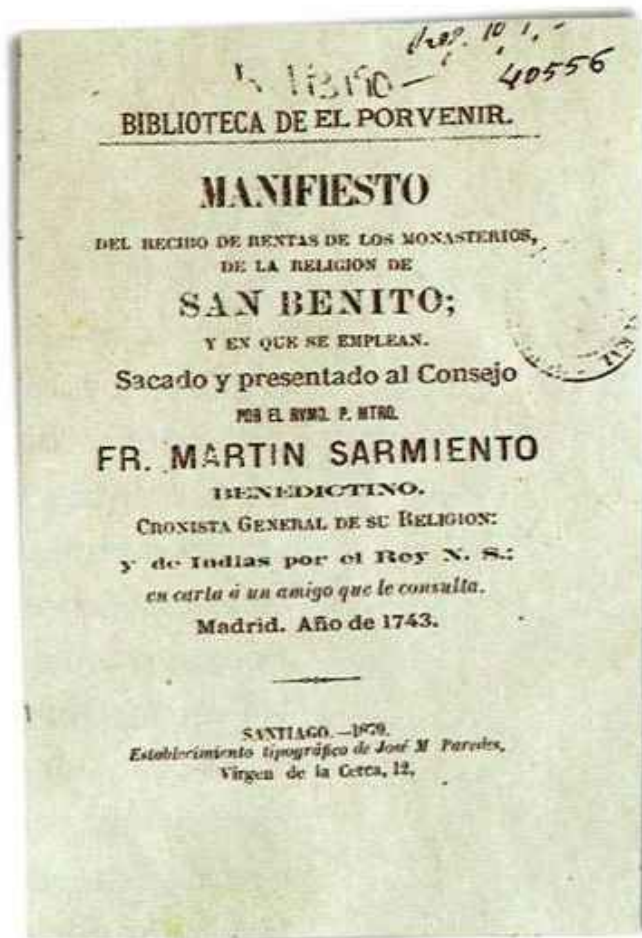 40556
BIBLIOTECA DE EL PORVENIR.
MANIFIESTO
DEL RECIBO DE RENTAS DE LOS MONASTERIOS,
DE LA RELIGION DE
SAN BENITO;
Y EN QUE SE EMPLEAN.
Sacado y presentado al Consejo
POR EL RVMO. P. MTRO.
FR. MARTIN SARMIENTO
BENEDICTINO.
CRONISTA GENERAL DE SU RELIGION:
y de Indias por el Rey N. S.:
en carta á un amigo que le consulta.
Madrid. Año de 1743.
SANTIAGO.—1879.
Establecimiento tipográfico de José M Paredes,
Virgen de la Cerca, 12.